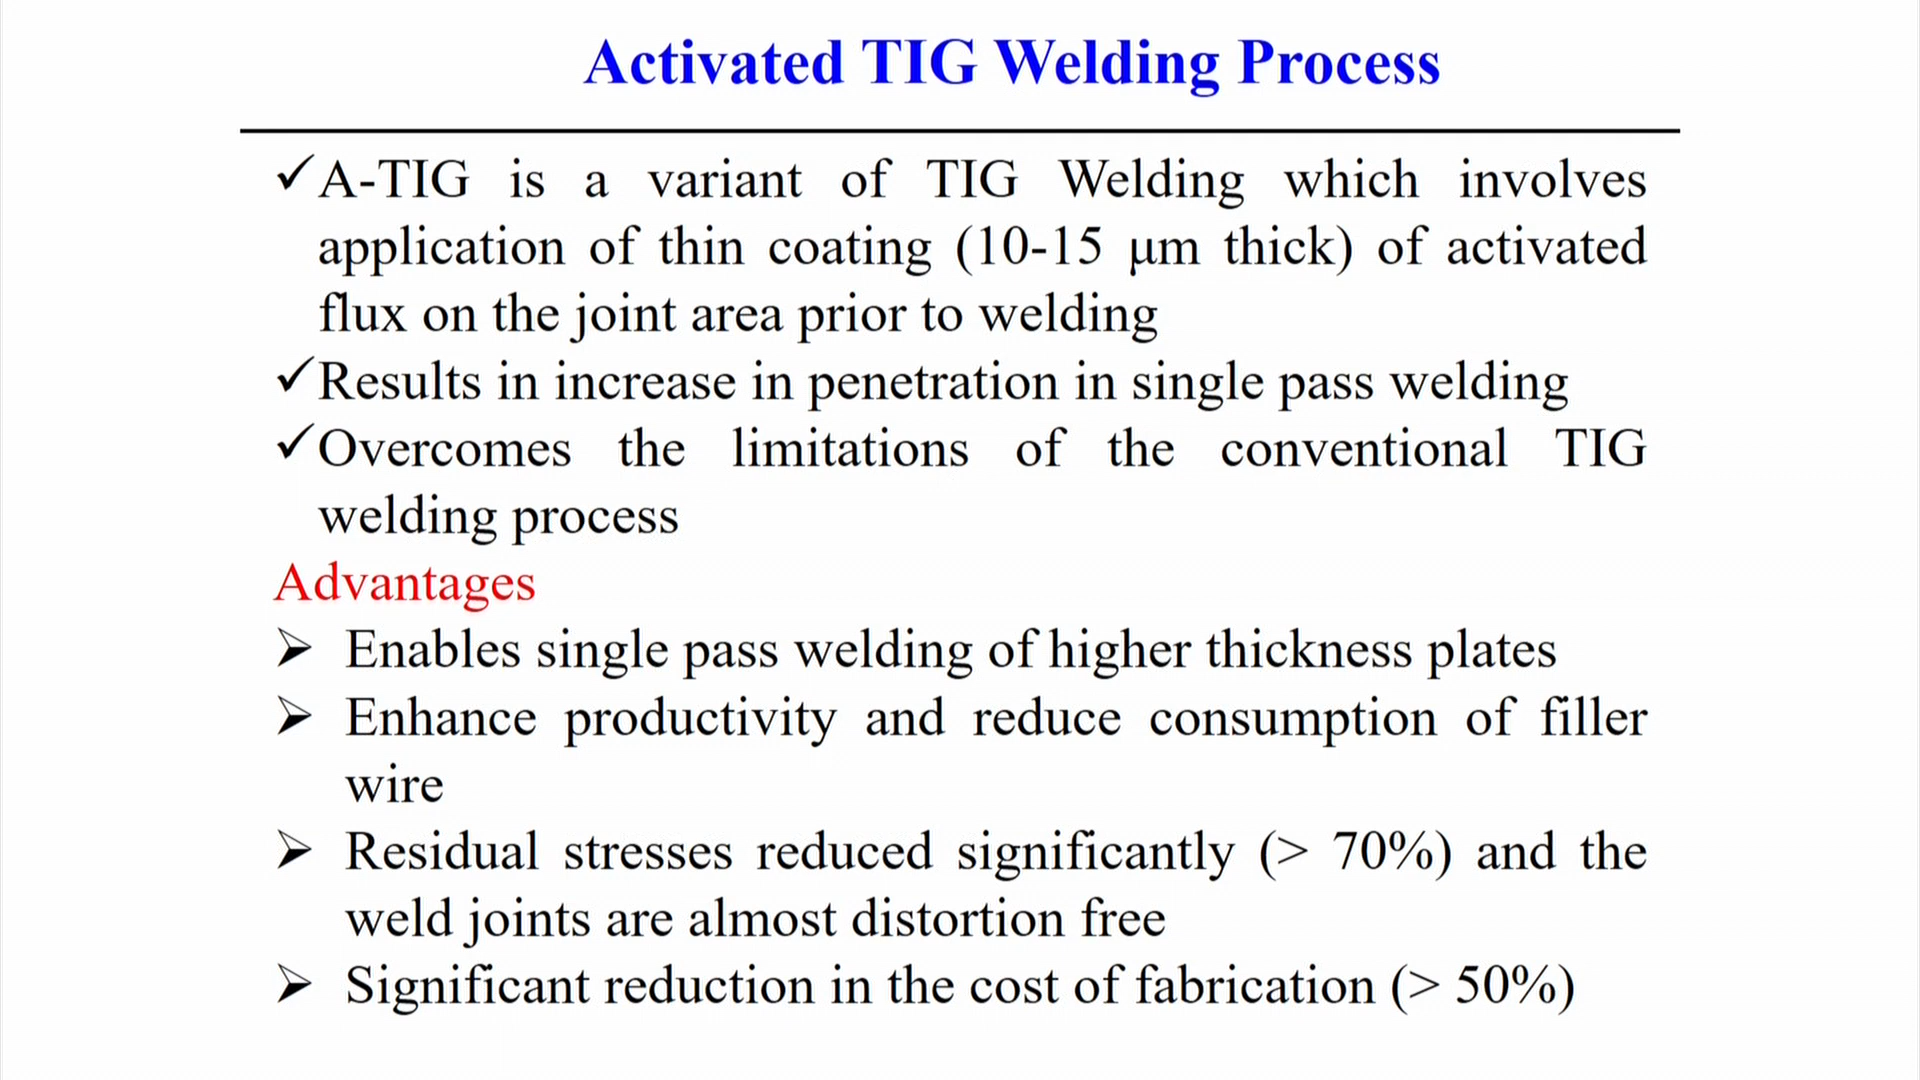 Activated TIG Welding Process
✓A-TIG is a variant of TIG Welding which involves
application of thin coating (10-15 μm thick) of activated
flux on the joint area prior to welding
✓Results in increase in penetration in single pass welding
✓Overcomes the limitations of the conventional TIG
welding process
Advantages
➢ Enables single pass welding of higher thickness plates
➢ Enhance productivity and reduce consumption of filler
wire
➢ Residual stresses reduced significantly (> 70%) and the
weld joints are almost distortion free
➢ Significant reduction in the cost of fabrication (> 50%)